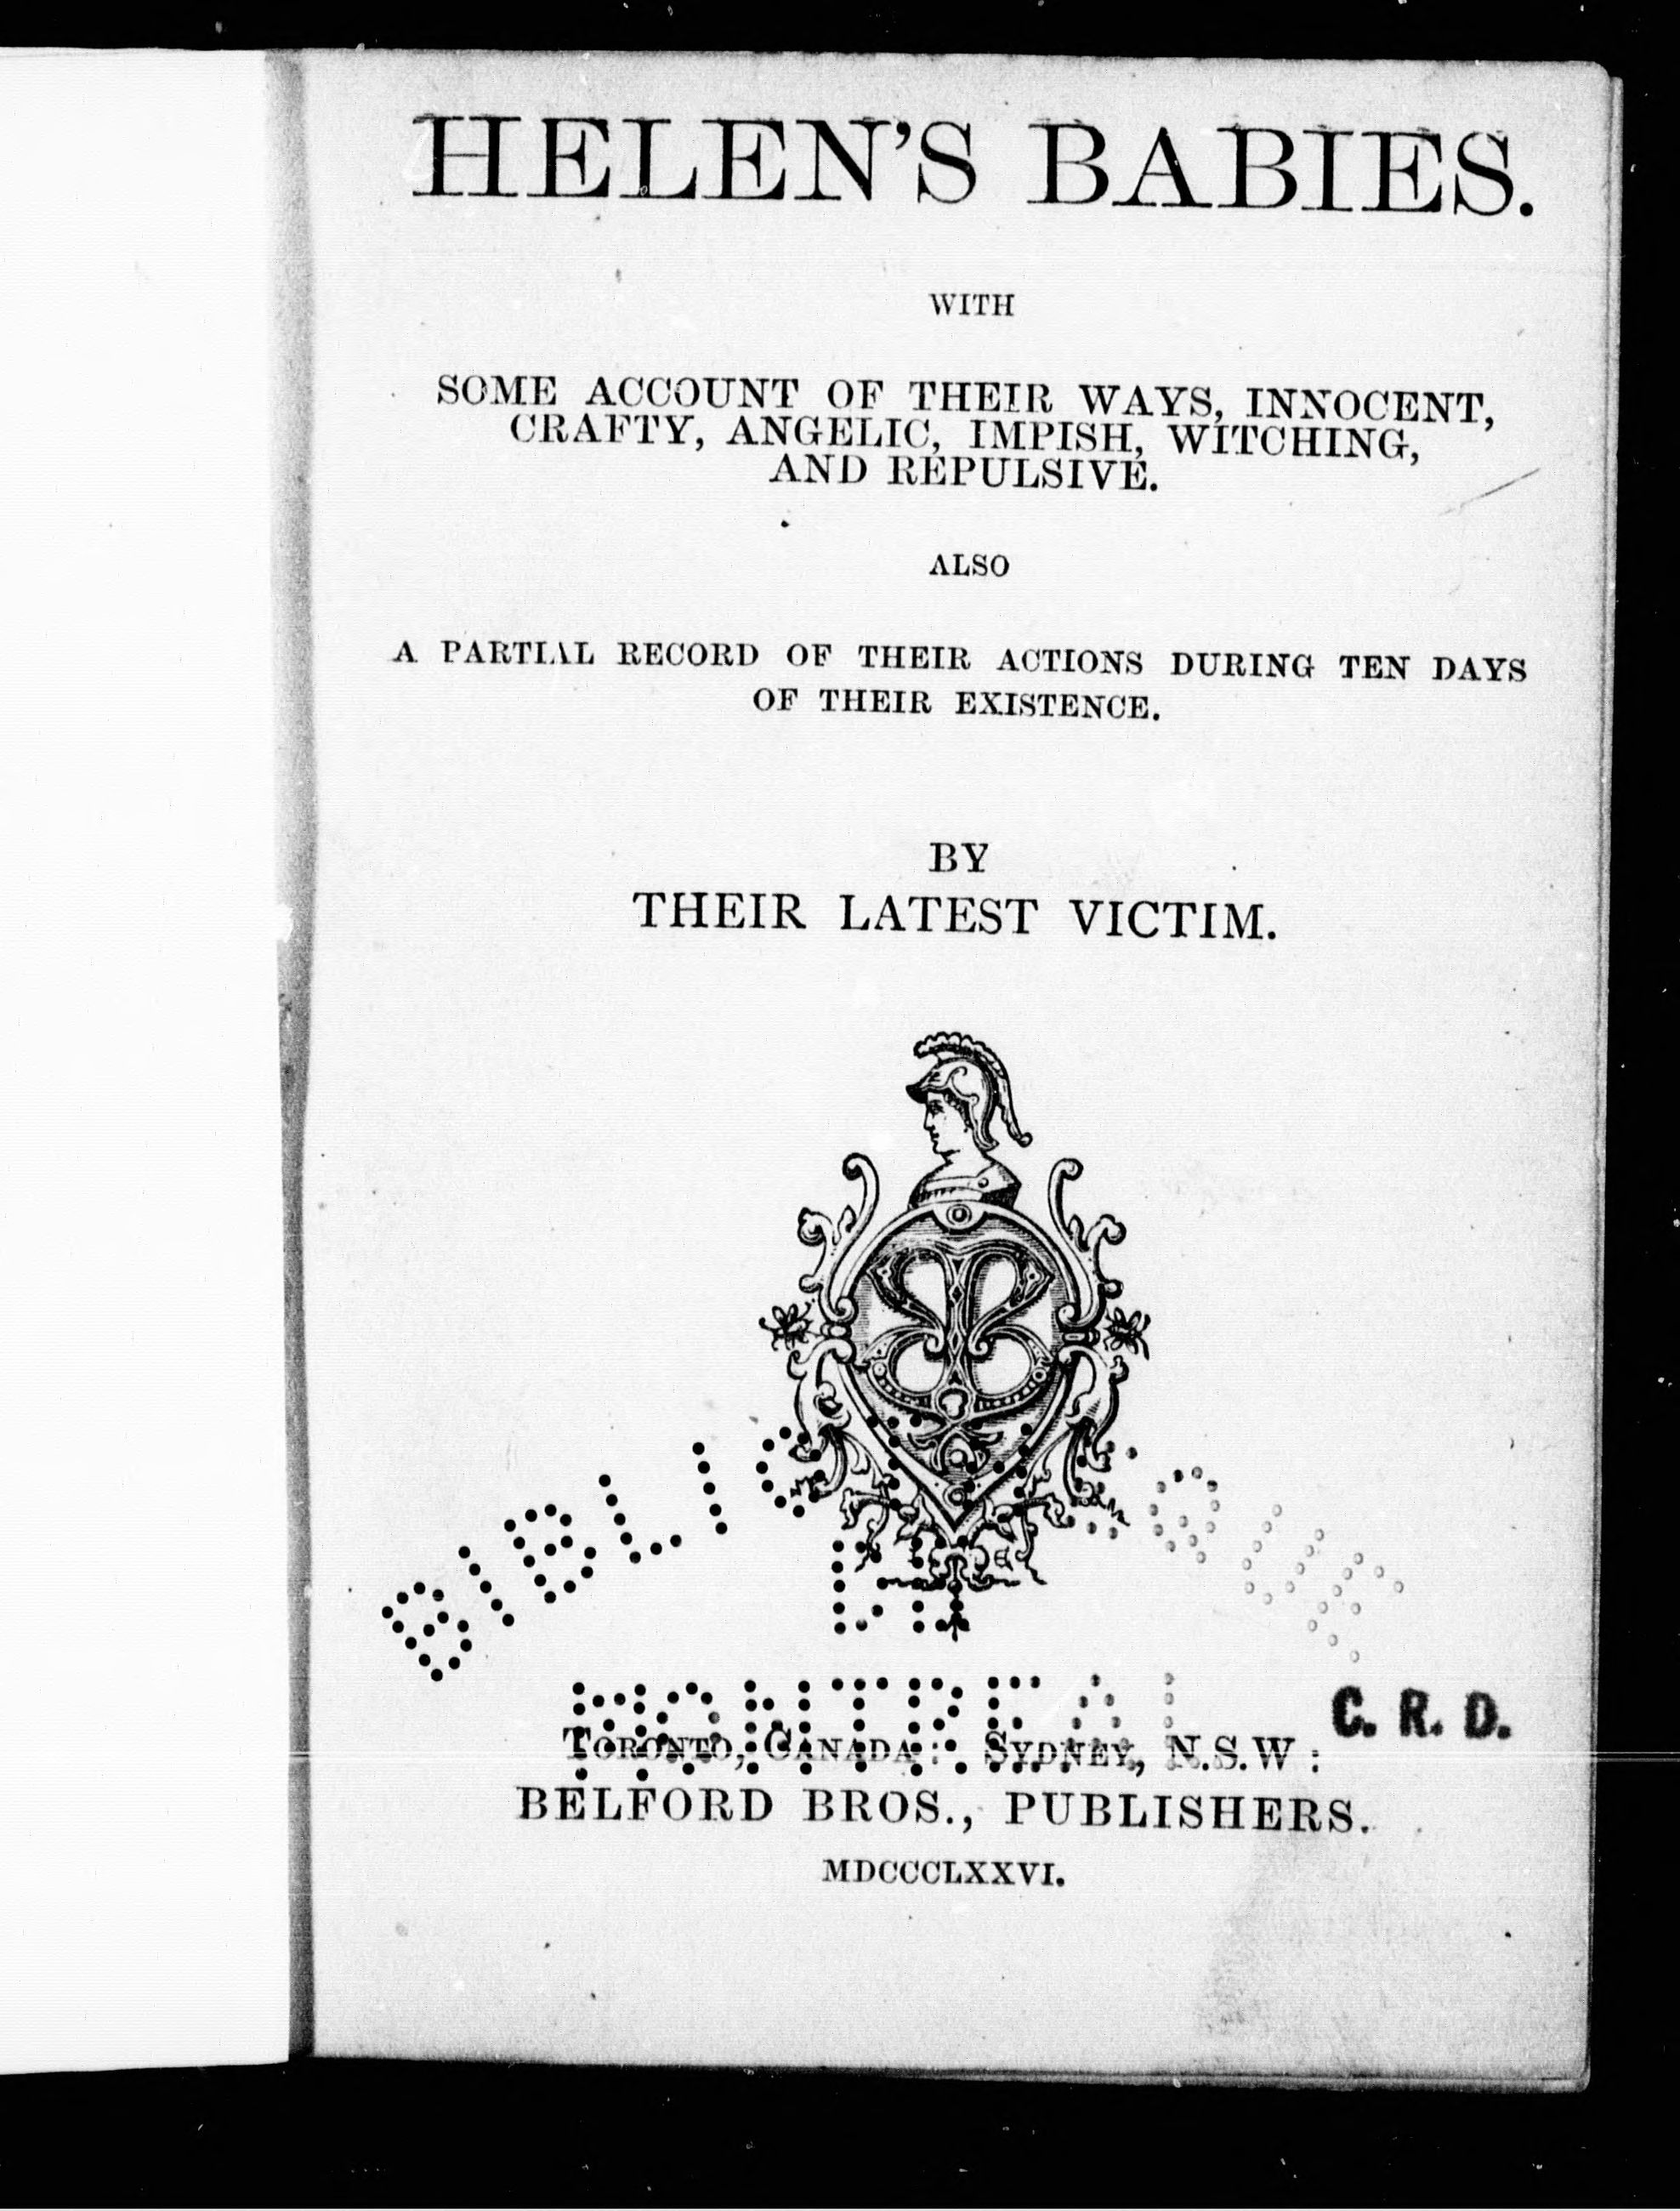 HELEN'S BABIES.
WITH
SOME ACCOUNT OF THEIR WAYS, INNOCENT,
CRAFTY, ANGELIC, IMPISH, WITCHING,
AND REPULSIVE.
ALSO
A PARTIAL RECORD OF THEIR ACTIONS DURING TEN DAYS
OF THEIR EXISTENCE.
BY
THEIR LATEST VICTIM.
MONTREAL
C. R. D.
TORONTO, CANADA: SYDNEY, N.S.W:
BELFORD BROS., PUBLISHERS.
MDCCCLXXVI.